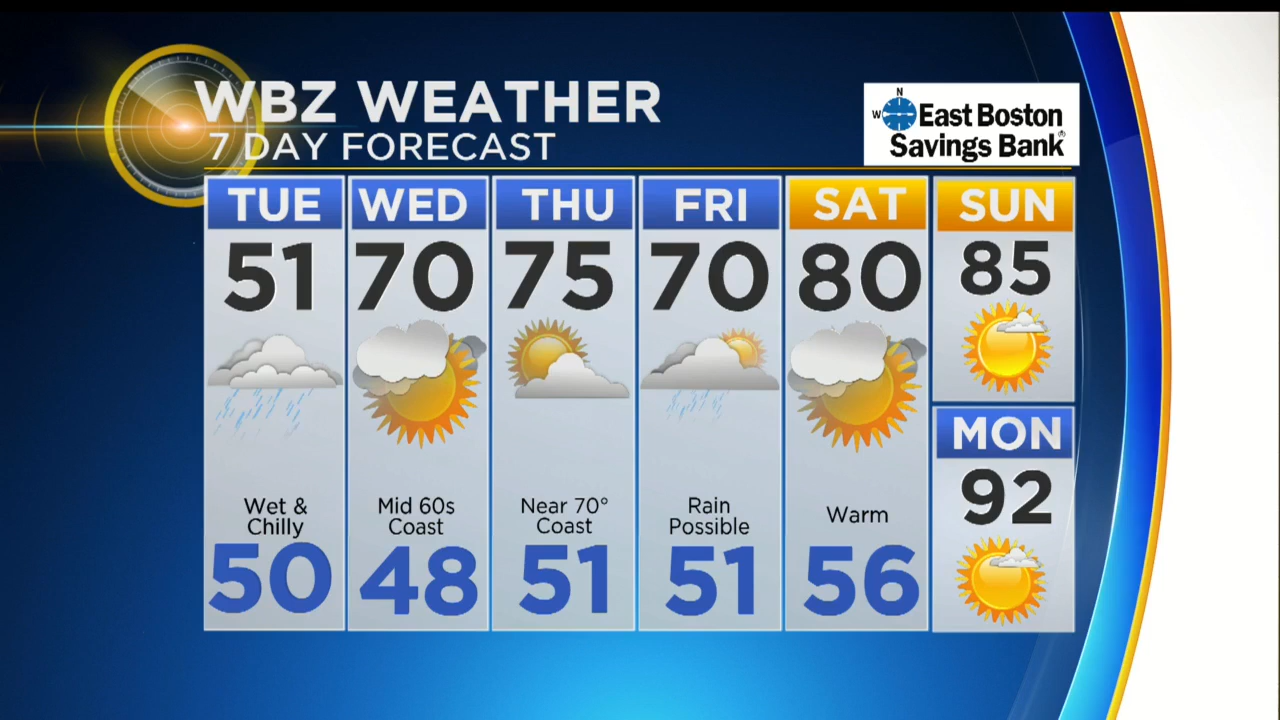 WBZ WEATHER
7 DAY FORECAST
N
W
East Boston
Savings Bank®
TUE
51
Wet &
Chilly
50
WED
70
Mid 60s
Coast
48
THU
75
Near 70°
Coast
51
FRI
70
Rain
Possible
51
SAT
80
Warm
56
SUN
85
MON
92